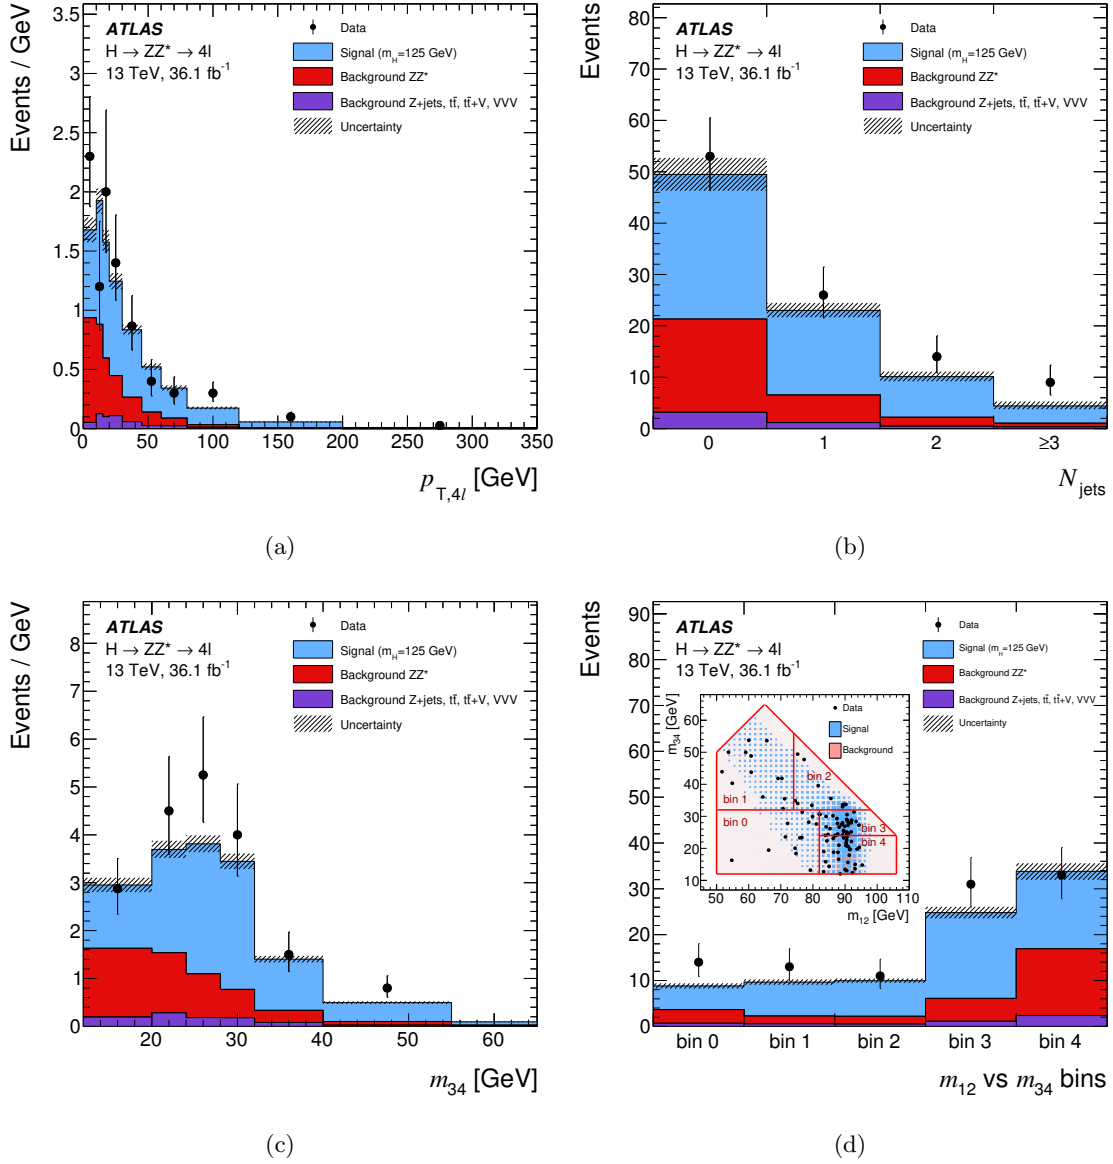 Events / GeV
3.5
3
2.5
2
1.5
1
0.5
0
ATLAS
H → ZZ* → 4l
13 TeV, 36.1 fb⁻¹
Data
Signal (m_H=125 GeV)
Background ZZ*
Background Z+jets, tt̄, tt̄+V, VVV
Uncertainty
0 50 100 150 200 250 300 350
p_T,4l [GeV]
(a)
Events
80
70
60
50
40
30
20
10
0
ATLAS
H → ZZ* → 4l
13 TeV, 36.1 fb⁻¹
Data
Signal (m_H=125 GeV)
Background ZZ*
Background Z+jets, tt̄, tt̄+V, VVV
Uncertainty
0 1 2 ≥3
N_jets
(b)
Events / GeV
8
7
6
5
4
3
2
1
0
ATLAS
H → ZZ* → 4l
13 TeV, 36.1 fb⁻¹
Data
Signal (m_H=125 GeV)
Background ZZ*
Background Z+jets, tt̄, tt̄+V, VVV
Uncertainty
20 30 40 50 60
m_34 [GeV]
(c)
Events
90
80
70
60
50
40
30
20
10
0
ATLAS
H → ZZ* → 4l
13 TeV, 36.1 fb⁻¹
Data
Signal (m_H=125 GeV)
Background ZZ*
Background Z+jets, tt̄, tt̄+V, VVV
Uncertainty
m_34 [GeV]
60
50
40
30
20
10
Data
Signal
Background
bin 2
bin 1
bin 0
bin 3
bin 4
50 60 70 80 90 100 110
m_12 [GeV]
bin 0 bin 1 bin 2 bin 3 bin 4
m_12 vs m_34 bins
(d)